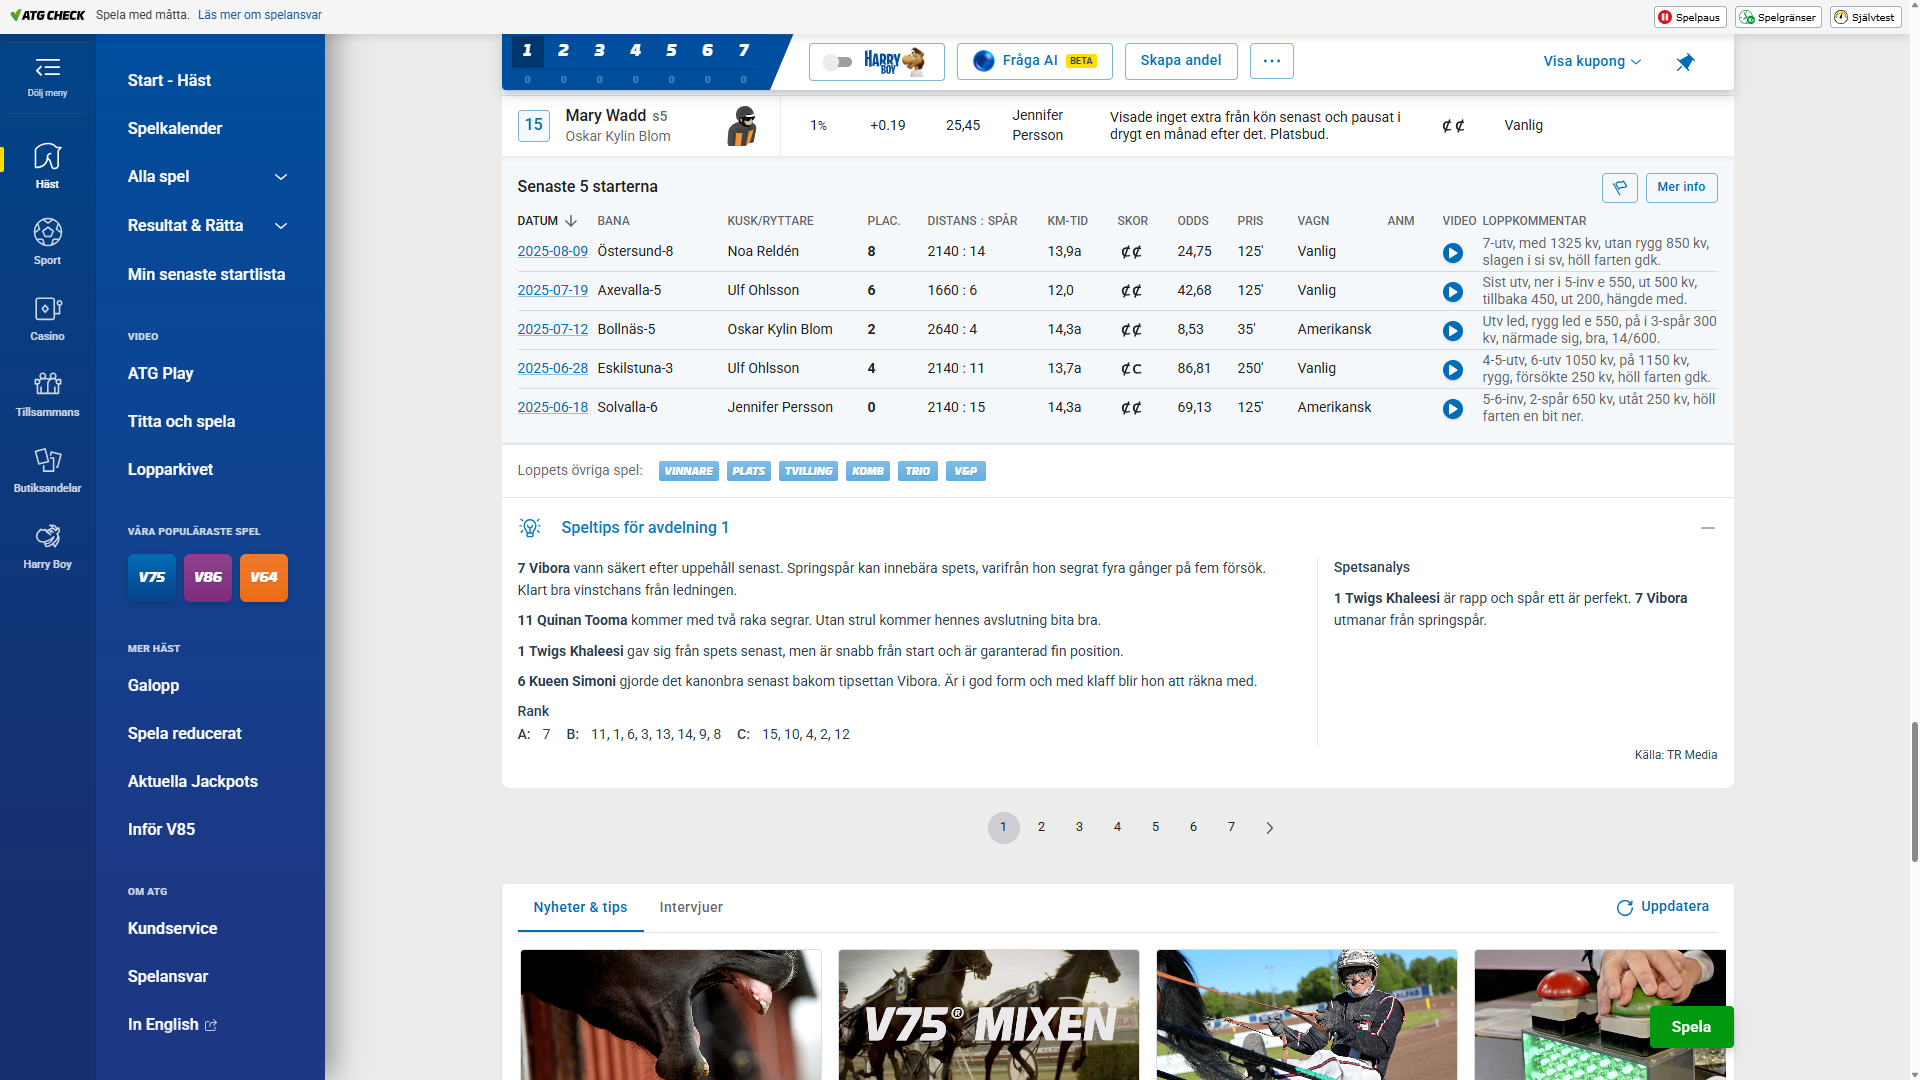 ATG CHECK Spela med måtta. Läs mer om spelansvar
Spelpaus Spelgränser Självtest
Dölj meny
Häst
Sport
Casino
Tillsammans
Butiksandelar
Harry Boy
Start - Häst
Spelkalender
Alla spel
Resultat & Rätta
Min senaste startlista
VIDEO
ATG Play
Titta och spela
Lopparkivet
VÅRA POPULÄRASTE SPEL
V75 V86 V64
MER HÄST
Galopp
Spela reducerat
Aktuella Jackpots
Inför V85
OM ATG
Kundservice
Spelansvar
In English
1 2 3 4 5 6 7
0 0 0 0 0 0 0
HARRY BOY
Fråga AI BETA
Skapa andel
...
Visa kupong
15 Mary Wadd s5
Oskar Kylin Blom
1% +0.19 25,45
Jennifer
Persson
Visade inget extra från kön senast och pausat i
drygt en månad efter det. Platsbud.
¢ ¢ Vanlig
Senaste 5 starterna
Mer info
DATUM BANA KUSK/RYTTARE PLAC. DISTANS : SPÅR KM-TID SKOR ODDS PRIS VAGN ANM VIDEO LOPPKOMMENTAR
2025-08-09 Östersund-8 Noa Reldén 8 2140 : 14 13,9a ¢ ¢ 24,75 125' Vanlig
7-utv, med 1325 kv, utan rygg 850 kv,
slagen i si sv, höll farten gdk.
2025-07-19 Axevalla-5 Ulf Ohlsson 6 1660 : 6 12,0 ¢ ¢ 42,68 125' Vanlig
Sist utv, ner i 5-inv e 550, ut 500 kv,
tillbaka 450, ut 200, hängde med.
2025-07-12 Bollnäs-5 Oskar Kylin Blom 2 2640 : 4 14,3a ¢ ¢ 8,53 35' Amerikansk
Utv led, rygg led e 550, på i 3-spår 300
kv, närmade sig, bra, 14/600.
2025-06-28 Eskilstuna-3 Ulf Ohlsson 4 2140 : 11 13,7a ¢ C 86,81 250' Vanlig
4-5-utv, 6-utv 1050 kv, på 1150 kv,
rygg, försökte 250 kv, höll farten gdk.
2025-06-18 Solvalla-6 Jennifer Persson 0 2140 : 15 14,3a ¢ ¢ 69,13 125' Amerikansk
5-6-inv, 2-spår 650 kv, utåt 250 kv, höll
farten en bit ner.
Loppets övriga spel: VINNARE PLATS TVILLING KOMB TRIO V&P
Speltips för avdelning 1
7 Vibora vann säkert efter uppehåll senast. Springspår kan innebära spets, varifrån hon segrat fyra gånger på fem försök.
Klart bra vinstchans från ledningen.
11 Quinan Tooma kommer med två raka segrar. Utan strul kommer hennes avslutning bita bra.
1 Twigs Khaleesi gav sig från spets senast, men är snabb från start och är garanterad fin position.
6 Kueen Simoni gjorde det kanonbra senast bakom tipsettan Vibora. Är i god form och med klaff blir hon att räkna med.
Rank
A: 7 B: 11, 1, 6, 3, 13, 14, 9, 8 C: 15, 10, 4, 2, 12
Spetsanalys
1 Twigs Khaleesi är rapp och spår ett är perfekt. 7 Vibora
utmanar från springspår.
Källa: TR Media
1 2 3 4 5 6 7
Nyheter & tips Intervjuer
Uppdatera
V75® MIXEN
8
3
Spela